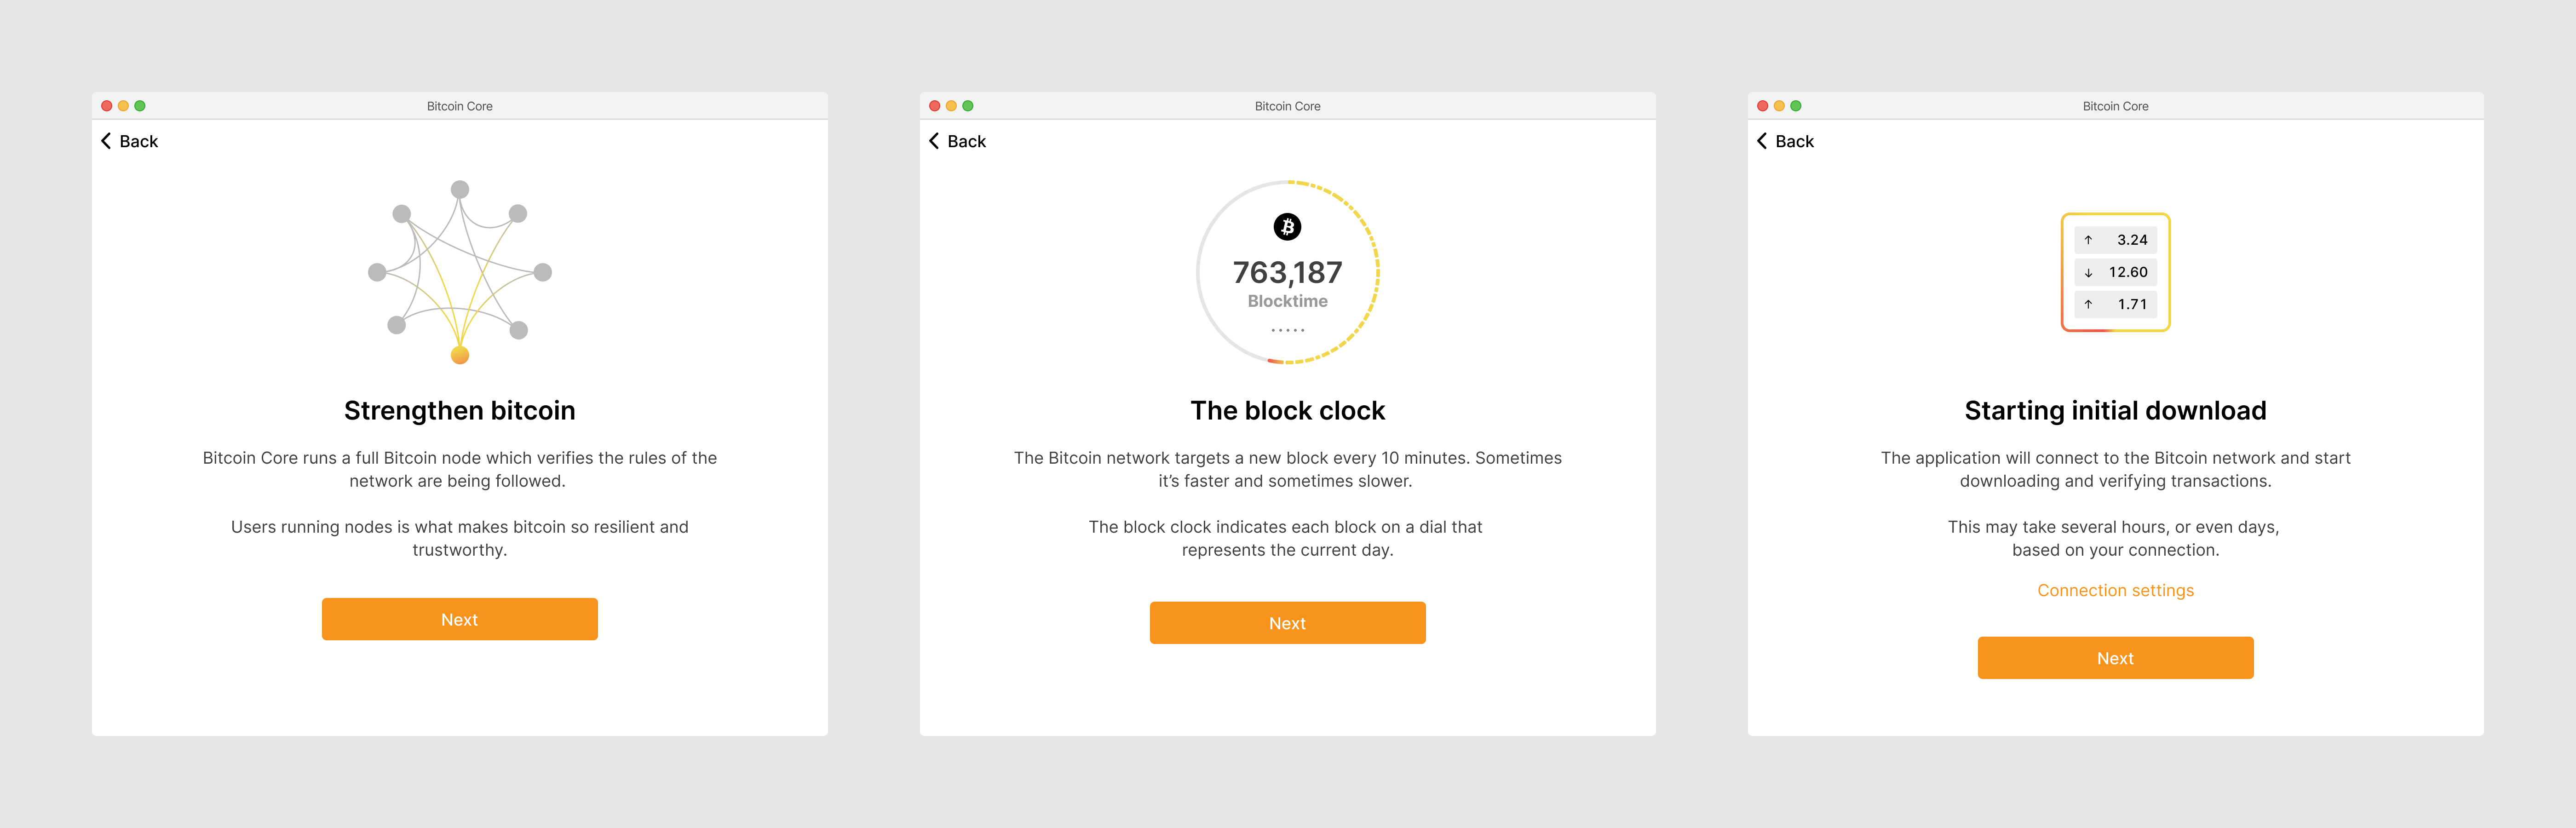 Bitcoin Core
Back
Strengthen bitcoin
Bitcoin Core runs a full Bitcoin node which verifies the rules of the
network are being followed.
Users running nodes is what makes bitcoin so resilient and
trustworthy.
Next
Bitcoin Core
Back
763,187
Blocktime
The block clock
The Bitcoin network targets a new block every 10 minutes. Sometimes
it’s faster and sometimes slower.
The block clock indicates each block on a dial that
represents the current day.
Next
Bitcoin Core
Back
↑ 3.24
↓ 12.60
↑ 1.71
Starting initial download
The application will connect to the Bitcoin network and start
downloading and verifying transactions.
This may take several hours, or even days,
based on your connection.
Connection settings
Next